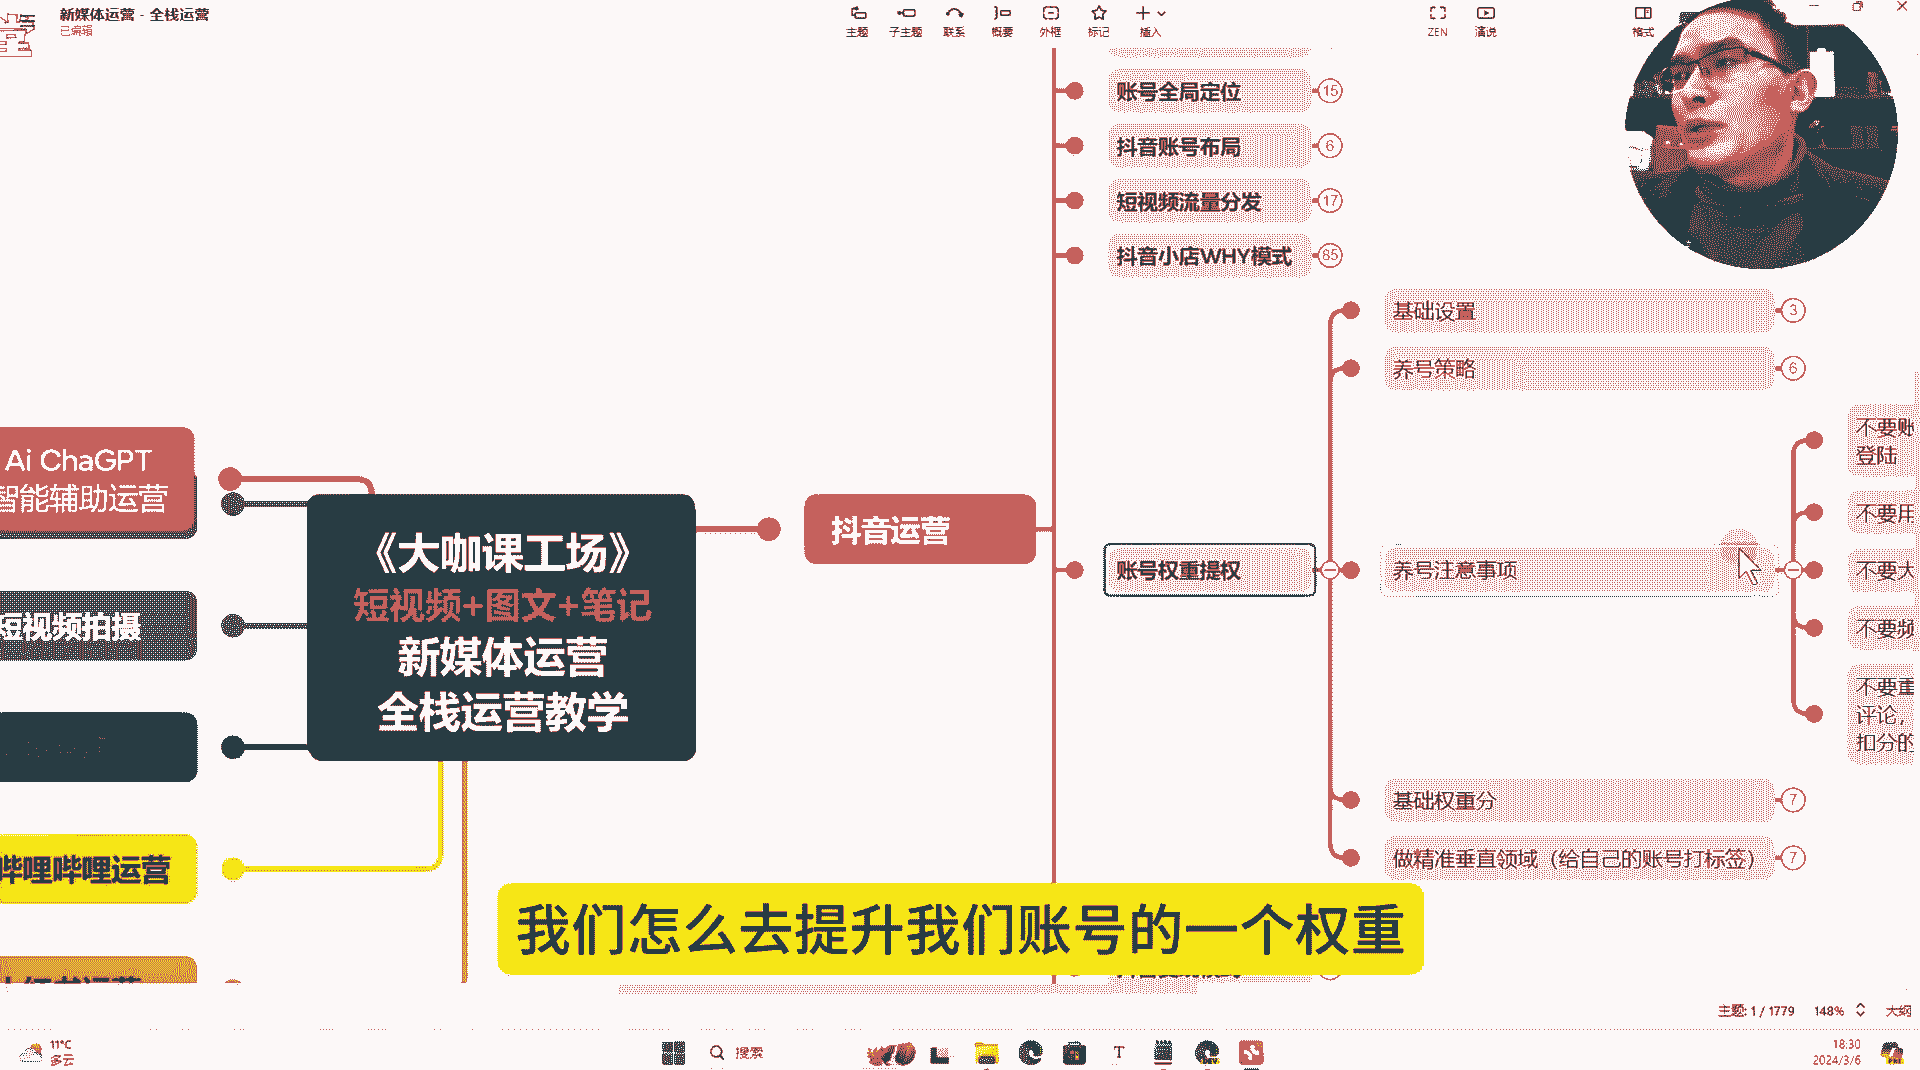 新媒体运营 - 全栈运营
已编辑
主题
子主题
联系
概要
外框
标记
插入
ZEN
演说
格式
账号全局定位
15
抖音账号布局
6
短视频流量分发
17
抖音小店WHY模式
85
基础设置
3
养号策略
6
不要账
登陆
不要用
账号权重提权
养号注意事项
不要大
不要频
不要重
评论，
扣分的
基础权重分
7
做精准垂直领域（给自己的账号打标签）
7
抖音运营
Ai ChaGPT
智能辅助运营
短视频拍摄
哔哩哔哩运营
《大咖课工场》
短视频+图文+笔记
新媒体运营
全栈运营教学
我们怎么去提升我们账号的一个权重
主题: 1 / 1779
148%
大纲
11°C
多云
搜索
18:30
2024/3/6